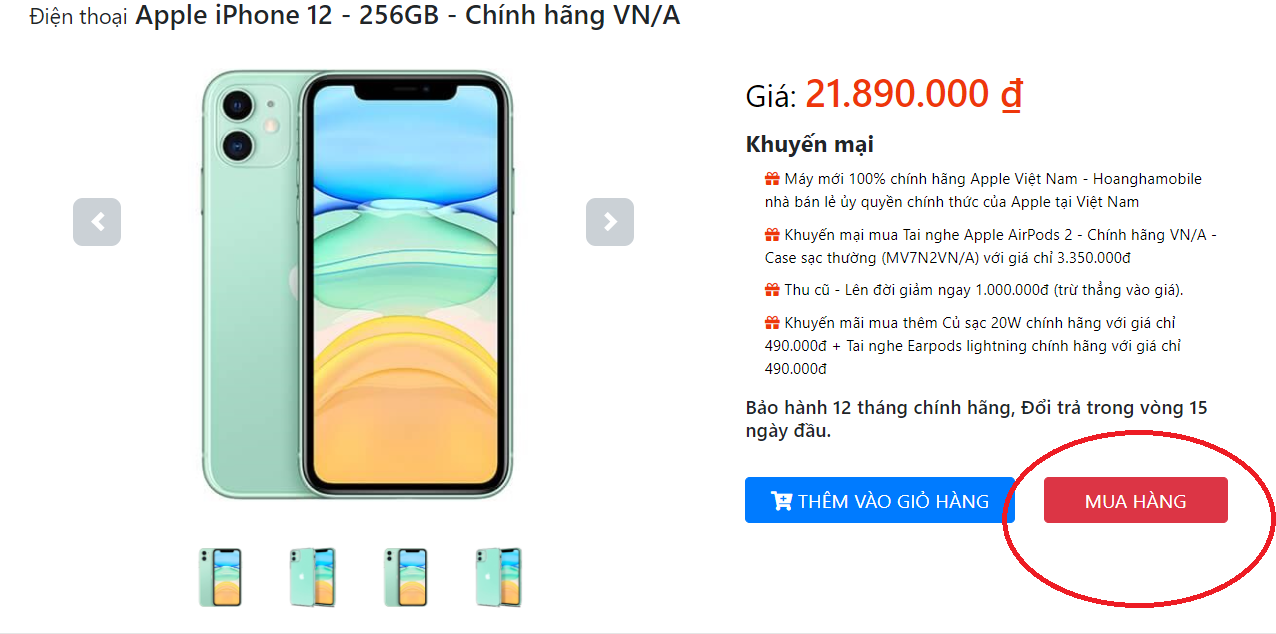 Điện thoại Apple iPhone 12 - 256GB - Chính hãng VN/A
Giá: 21.890.000 ₫
Khuyến mại
Máy mới 100% chính hãng Apple Việt Nam - Hoanghamobile
nhà bán lẻ ủy quyền chính thức của Apple tại Việt Nam
Khuyến mại mua Tai nghe Apple AirPods 2 - Chính hãng VN/A -
Case sạc thường (MV7N2VN/A) với giá chỉ 3.350.000đ
Thu cũ - Lên đời giảm ngay 1.000.000đ (trừ thẳng vào giá).
Khuyến mãi mua thêm Củ sạc 20W chính hãng với giá chỉ
490.000đ + Tai nghe Earpods lightning chính hãng với giá chỉ
490.000đ
Bảo hành 12 tháng chính hãng, Đổi trả trong vòng 15
ngày đầu.
THÊM VÀO GIỎ HÀNG
MUA HÀNG